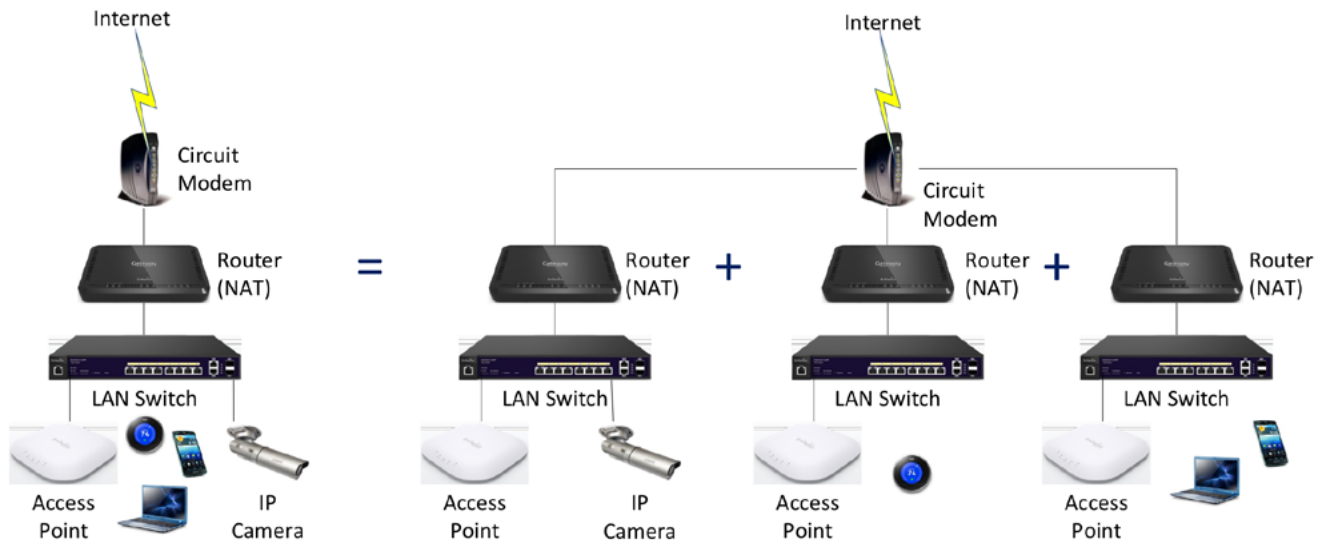 Internet
Circuit
Modem
Router
(NAT)
LAN Switch
Access
Point
IP
Camera
=
Internet
Circuit
Modem
Router
(NAT)
LAN Switch
Access
Point
IP
Camera
+
Router
(NAT)
LAN Switch
Access
Point
+
Router
(NAT)
LAN Switch
Access
Point